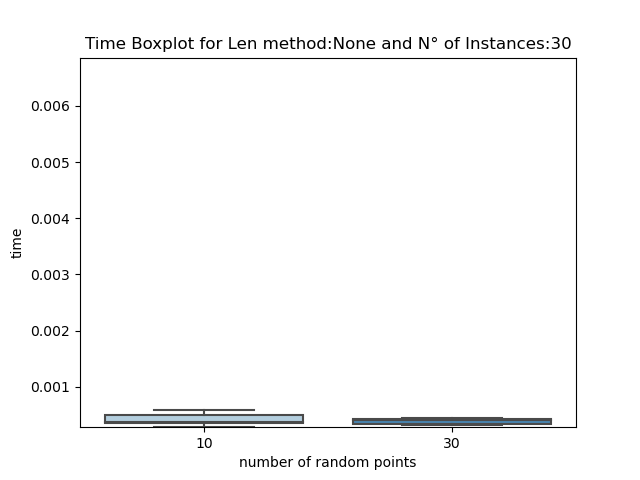 Time Boxplot for Len method:None and N° of Instances:30
0.006
0.005
0.004
0.003
0.002
0.001
time
10 30
number of random points